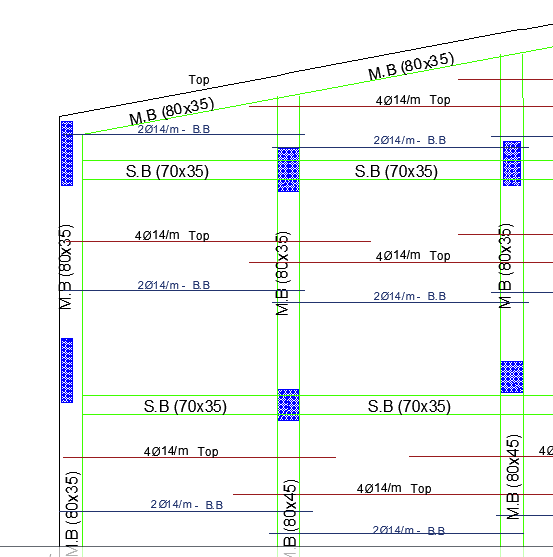 M.B (80x35)
Top
4Ø14/m Top
M.B (80x35)
2Ø14/m - B.B
2Ø14/m - B.B
S.B (70x35)
S.B (70x35)
M.B (80x35)
4Ø14/m Top
M.B (80x35)
4Ø14/m Top
M.B (80x35)
2Ø14/m - B.B
2Ø14/m - B.B
S.B (70x35)
S.B (70x35)
4Ø14/m Top
4Ø
M.B (80x35)
M.B (80x45)
4Ø14/m Top
M.B (80x45)
2Ø14/m - B.B
2Ø14/m - B.B